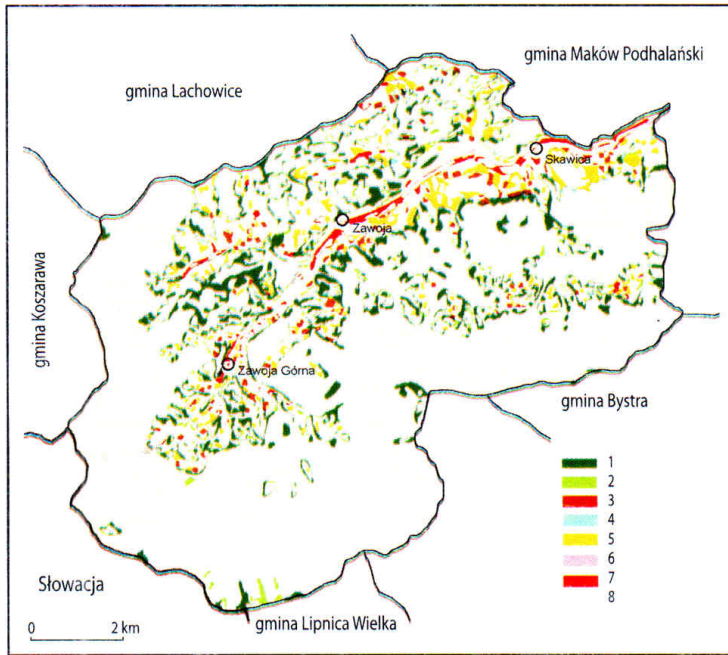 gmina Maków Podhalański
gmina Lachowice
Skawica
Zawoja
gmina Koszarawa
Zawoja Górna
gmina Bystra
1
2
3
4
5
6
7
8
Słowacja
0 2 km
gmina Lipnica Wielka